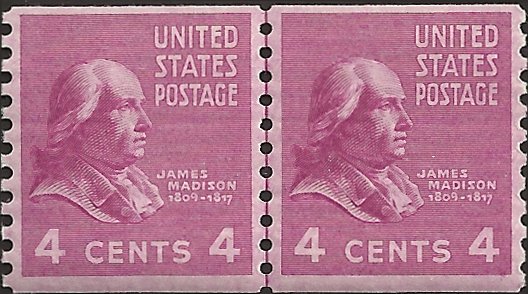 UNITED
STATES
POSTAGE
JAMES
MADISON
1809-1817
4 CENTS 4
UNITED
STATES
POSTAGE
JAMES
MADISON
1809-1817
4 CENTS 4